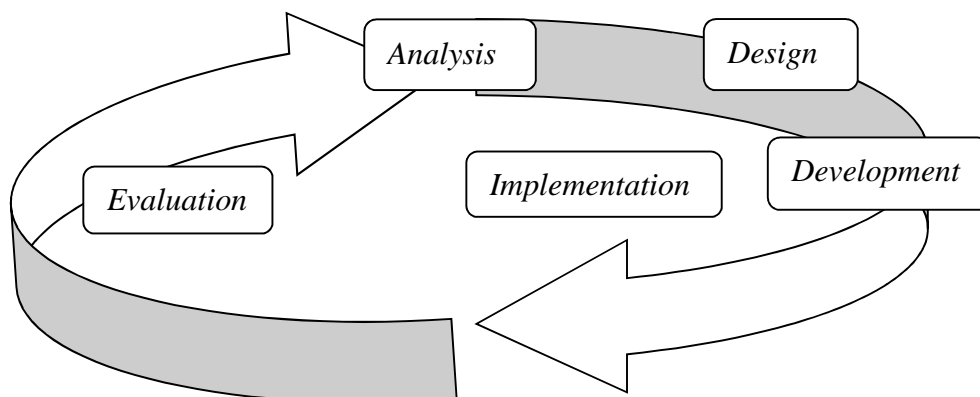 Analysis
Design
Development
Implementation
Evaluation